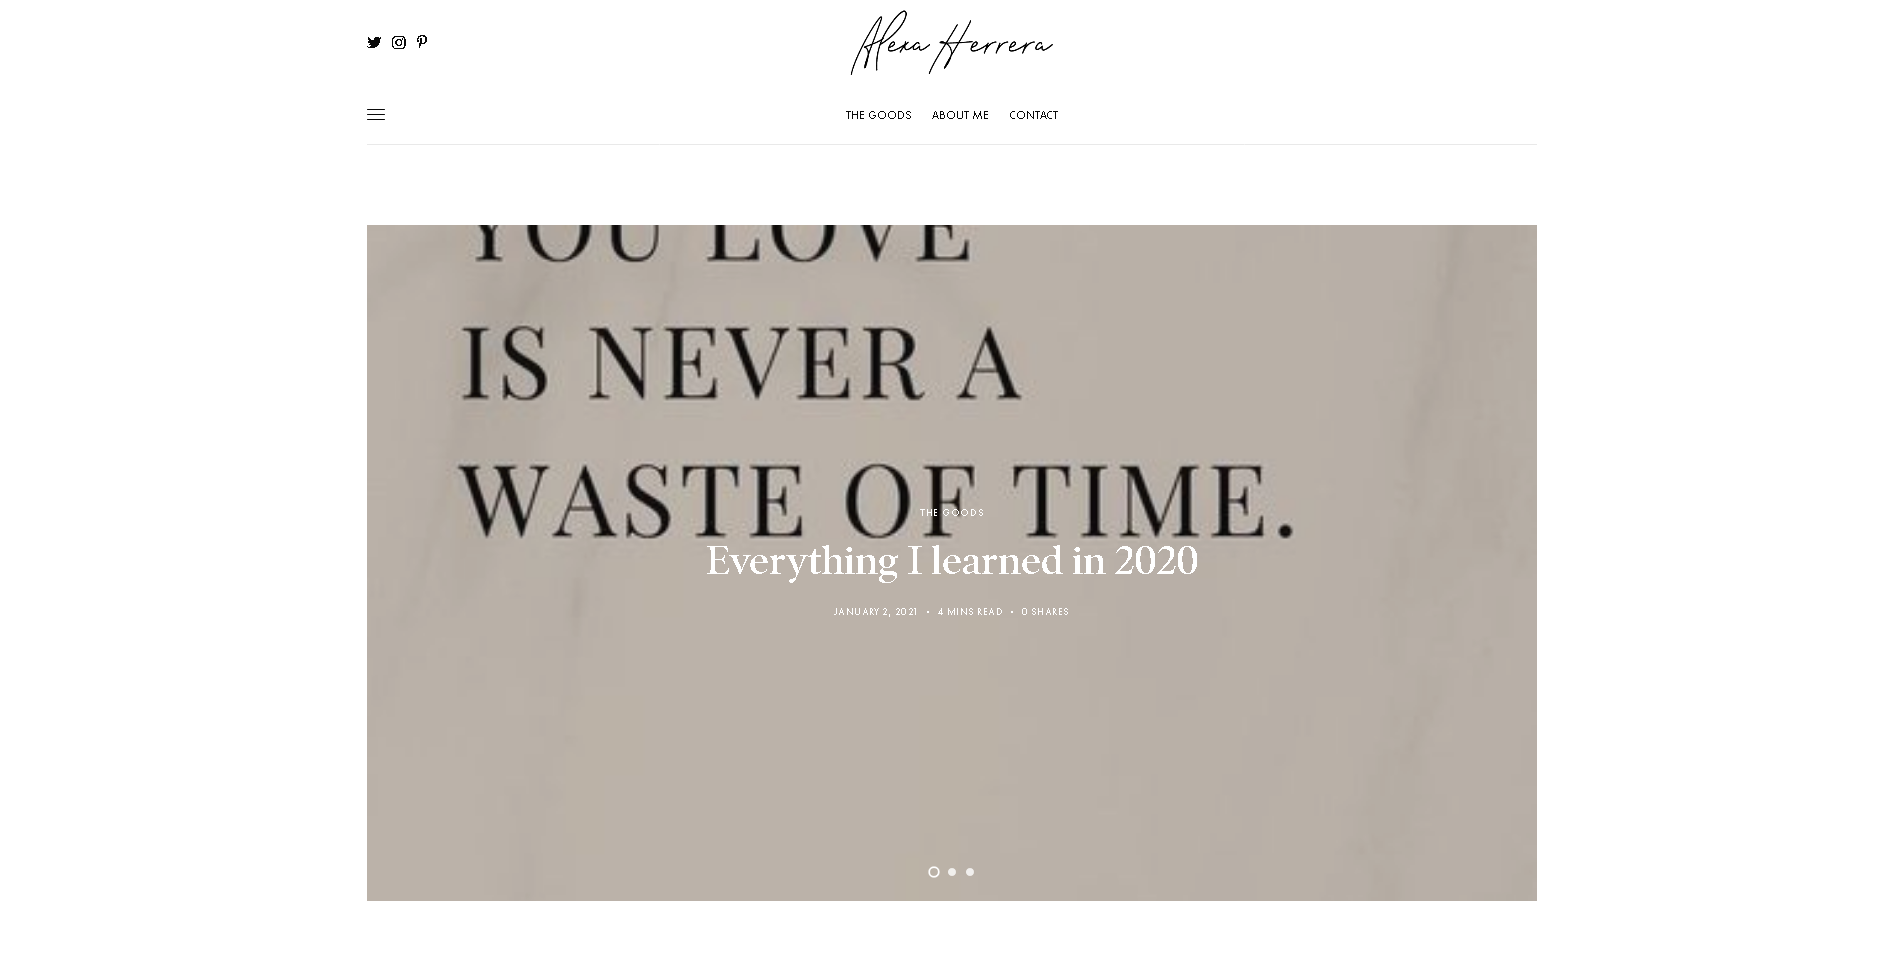 Alexa Herrera
THE GOODS ABOUT ME CONTACT
YOU LOVE
IS NEVER A
WASTE OF TIME.
THE GOODS
Everything I learned in 2020
JANUARY 2, 2021 • 4 MINS READ • 0 SHARES